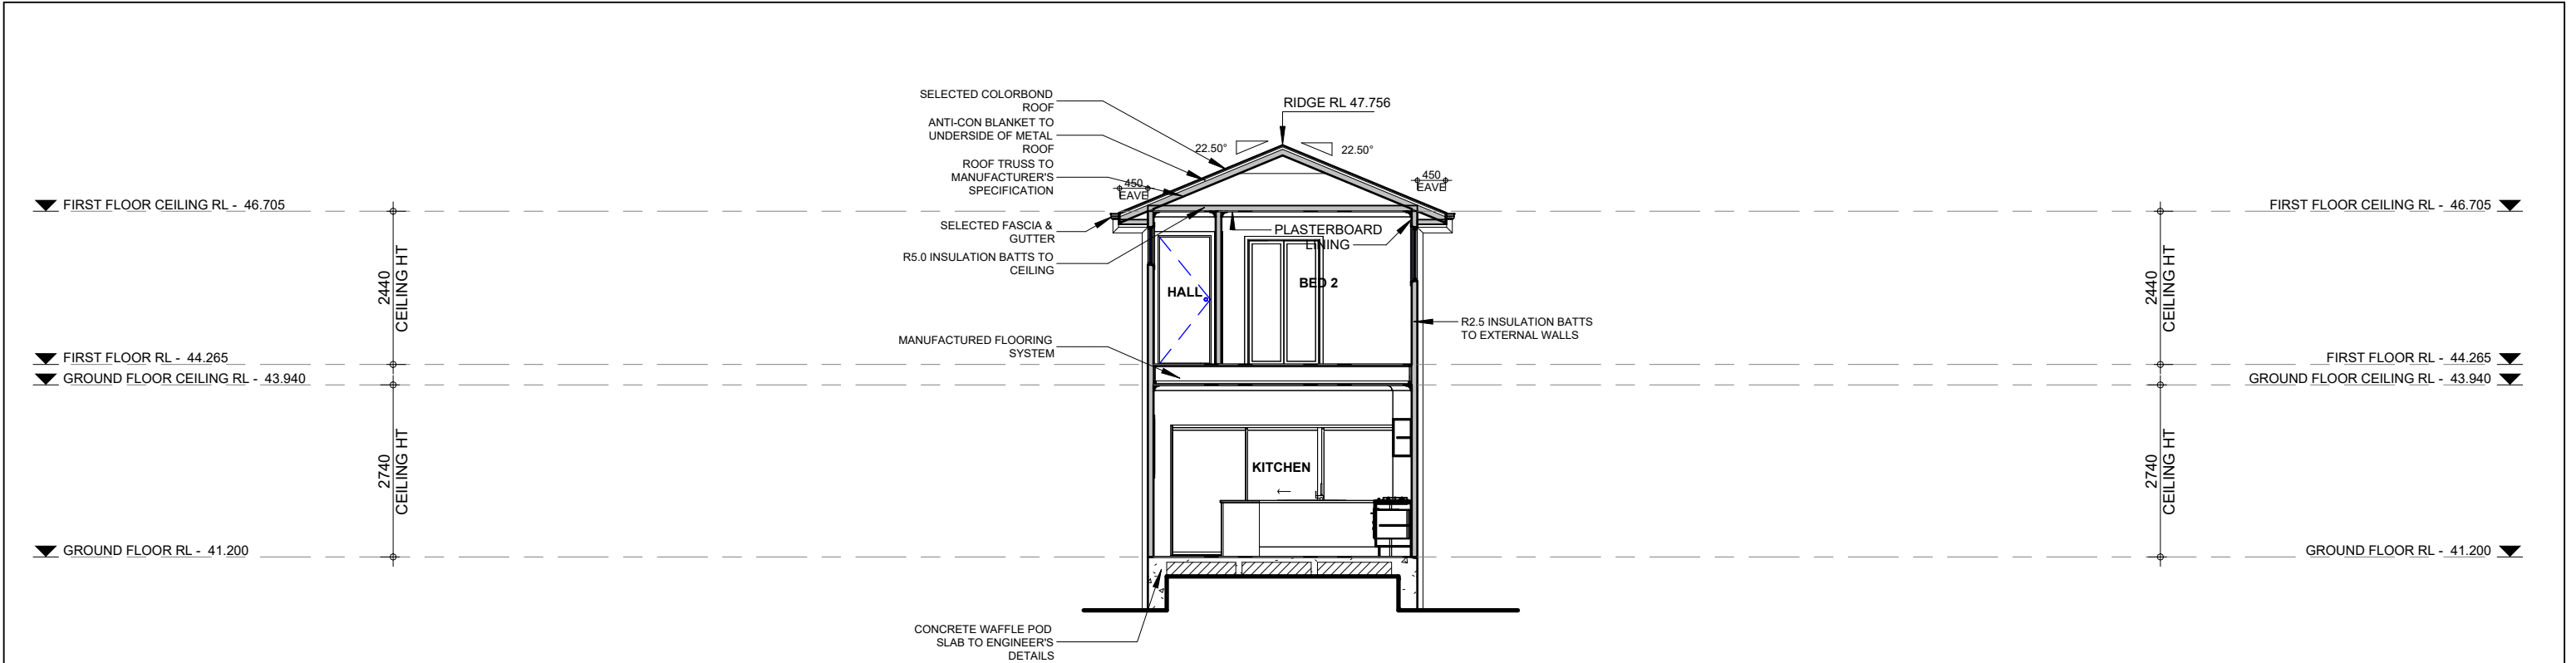 SELECTED COLORBOND
ROOF
ANTI-CON BLANKET TO
UNDERSIDE OF METAL
ROOF
ROOF TRUSS TO
MANUFACTURER'S
SPECIFICATION
RIDGE RL 47.756
22.50°
22.50°
450
EAVE
450
EAVE
FIRST FLOOR CEILING RL - 46.705
FIRST FLOOR CEILING RL - 46.705
SELECTED FASCIA &
GUTTER
PLASTERBOARD
LINING
R5.0 INSULATION BATTS TO
CEILING
2440
CEILING HT
HALL
BED 2
2440
CEILING HT
R2.5 INSULATION BATTS
TO EXTERNAL WALLS
MANUFACTURED FLOORING
SYSTEM
FIRST FLOOR RL - 44.265
FIRST FLOOR RL - 44.265
GROUND FLOOR CEILING RL - 43.940
GROUND FLOOR CEILING RL - 43.940
2740
CEILING HT
KITCHEN
2740
CEILING HT
GROUND FLOOR RL - 41.200
GROUND FLOOR RL - 41.200
CONCRETE WAFFLE POD
SLAB TO ENGINEER'S
DETAILS